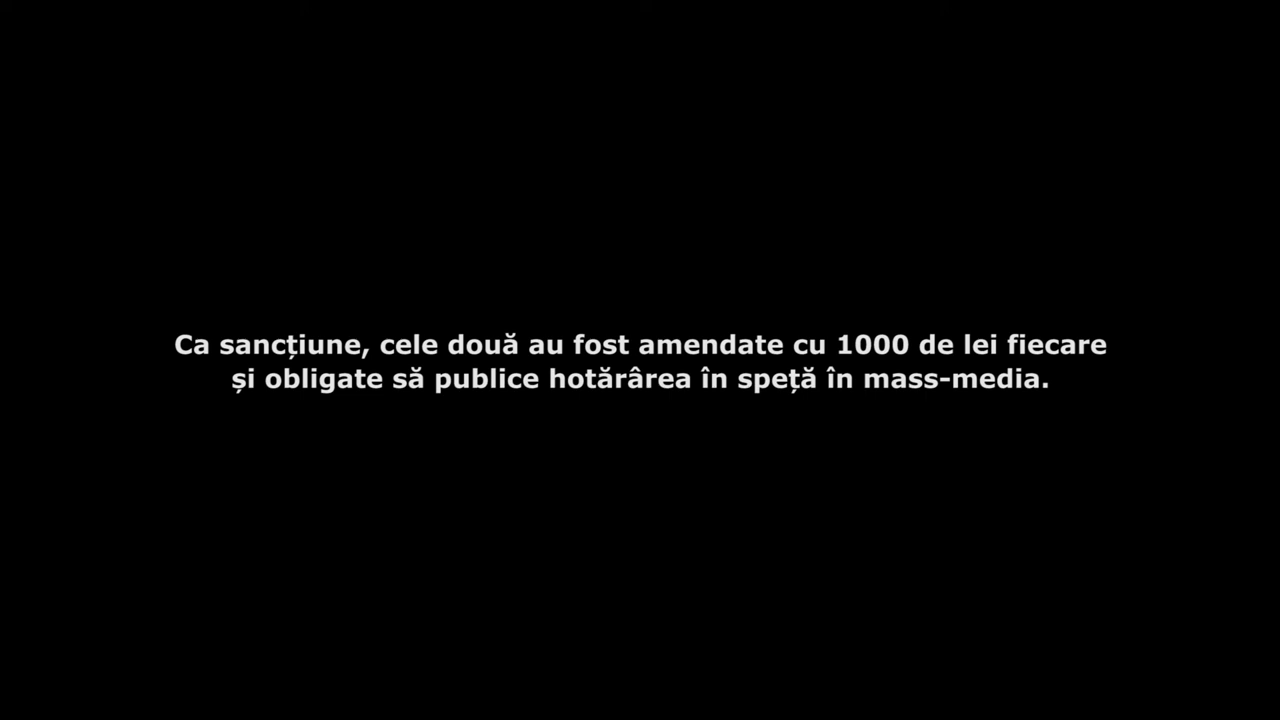 Ca sancțiune, cele două au fost amendate cu 1000 de lei fiecare
și obligate să publice hotărârea în speță în mass-media.